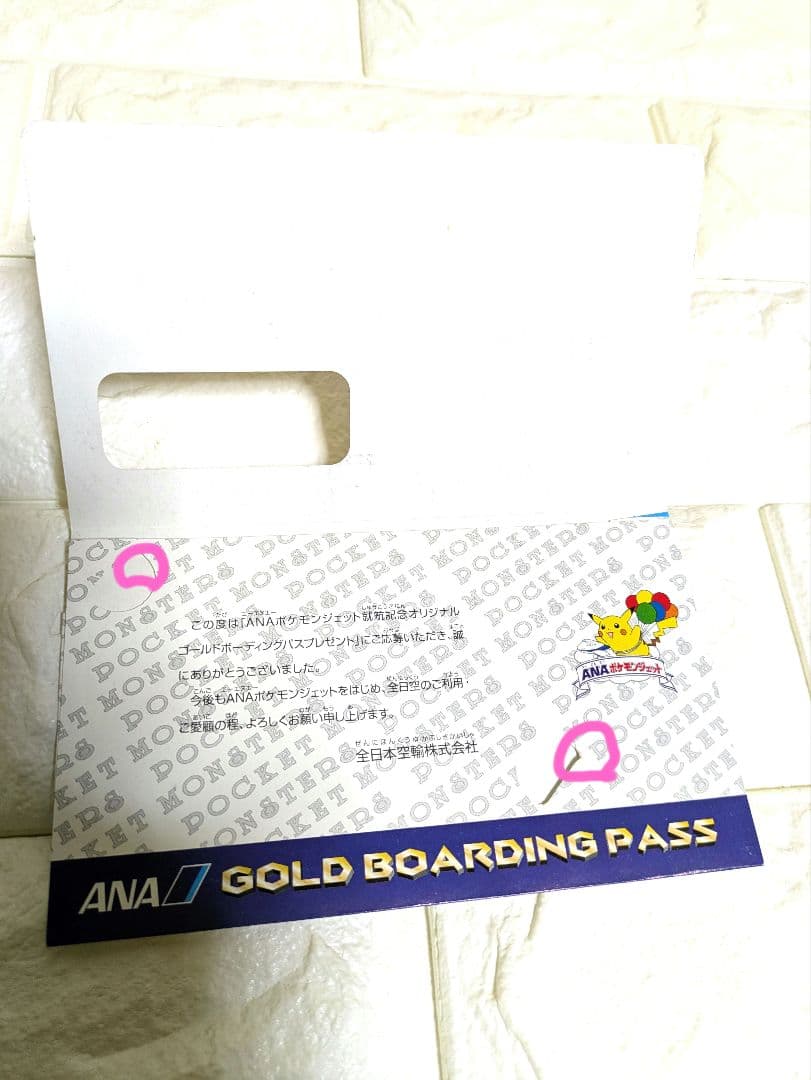 この度は「ANAポケモンジェット就航記念オリジナル
ゴールドボーディングパスプレゼント」にご応募いただき、誠
にありがとうございました。
今後もANAポケモンジェットをはじめ、全日空のご利用・
ご愛顧の程、よろしくお願い申し上げます。
全日本空輸株式会社
ANAポケモンジェット
POCKET MONSTERS
ANA GOLD BOARDING PASS